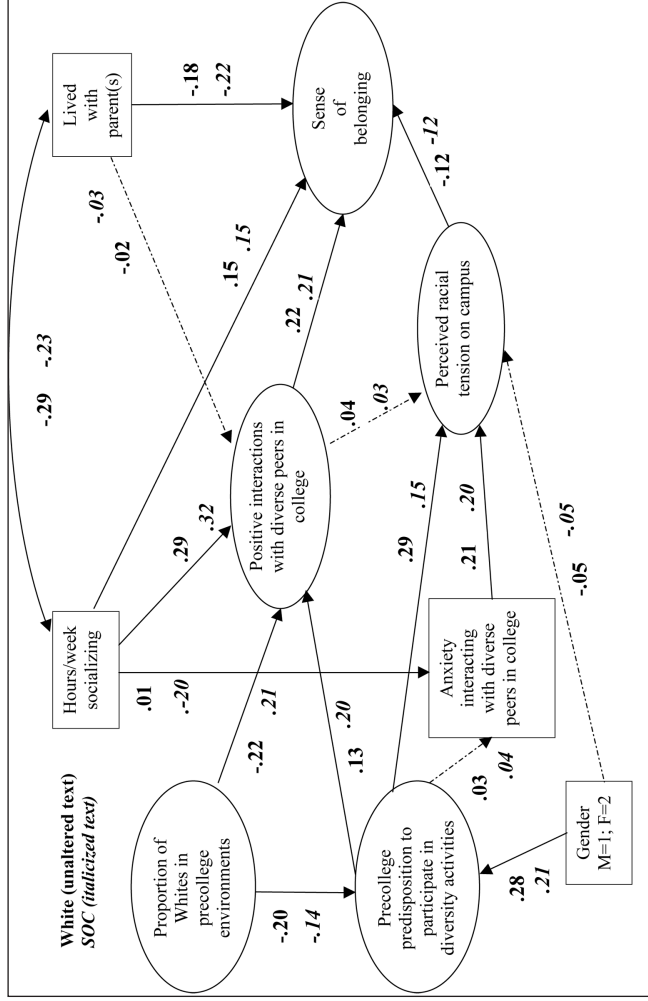 White (unaltered text)
SOC (italicized text)
Hours/week
socializing
Lived
with
parent(s)
-.29
-.23
.01
.-20
.29
.32
.15
.15
-.02
-.03
-.18
-.22
Proportion of
Whites in
precollege
environments
-.22
.21
Positive interactions
with diverse peers in
college
.22
.21
Sense
of
belonging
-.20
-.14
.13
.20
.04
.03
Precollege
predisposition to
participate in
diversity activities
.29
.15
Perceived racial
tension on campus
-.12
-12
.03
.04
Anxiety
interacting
with diverse
peers in college
.21
.20
.28
.21
Gender
M=1; F=2
-.05
-.05